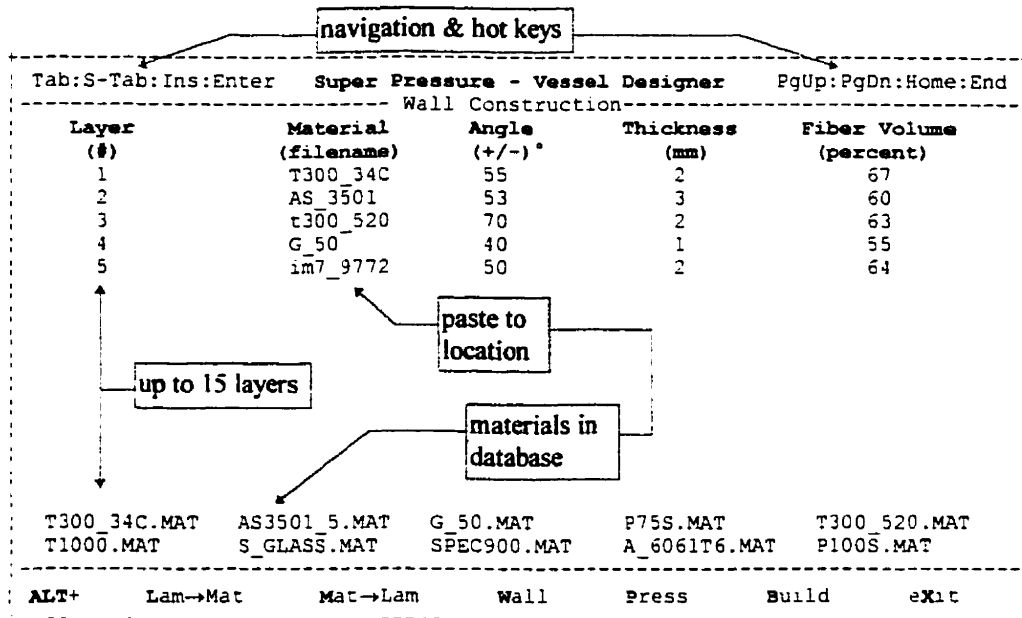 navigation & hot keys
Tab:S-Tab:Ins:Enter Super Pressure - Vessel Designer PgUp:PgDn:Home:End
Wall Construction
Layer Material Angle Thickness Fiber Volume
(#) (filename) (+/-)° (mm) (percent)
1 T300_34C 55 2 67
2 AS_3501 53 3 60
3 t300_520 70 2 63
4 G_50 40 1 55
5 im7_9772 50 2 64
paste to
location
up to 15 layers
materials in
database
T300_34C.MAT AS3501_5.MAT G_50.MAT P75S.MAT T300_520.MAT
T1000.MAT S_GLASS.MAT SPEC900.MAT A_6061T6.MAT P100S.MAT
ALT+ Lam→Mat Mat→Lam Wall Press Build eXit